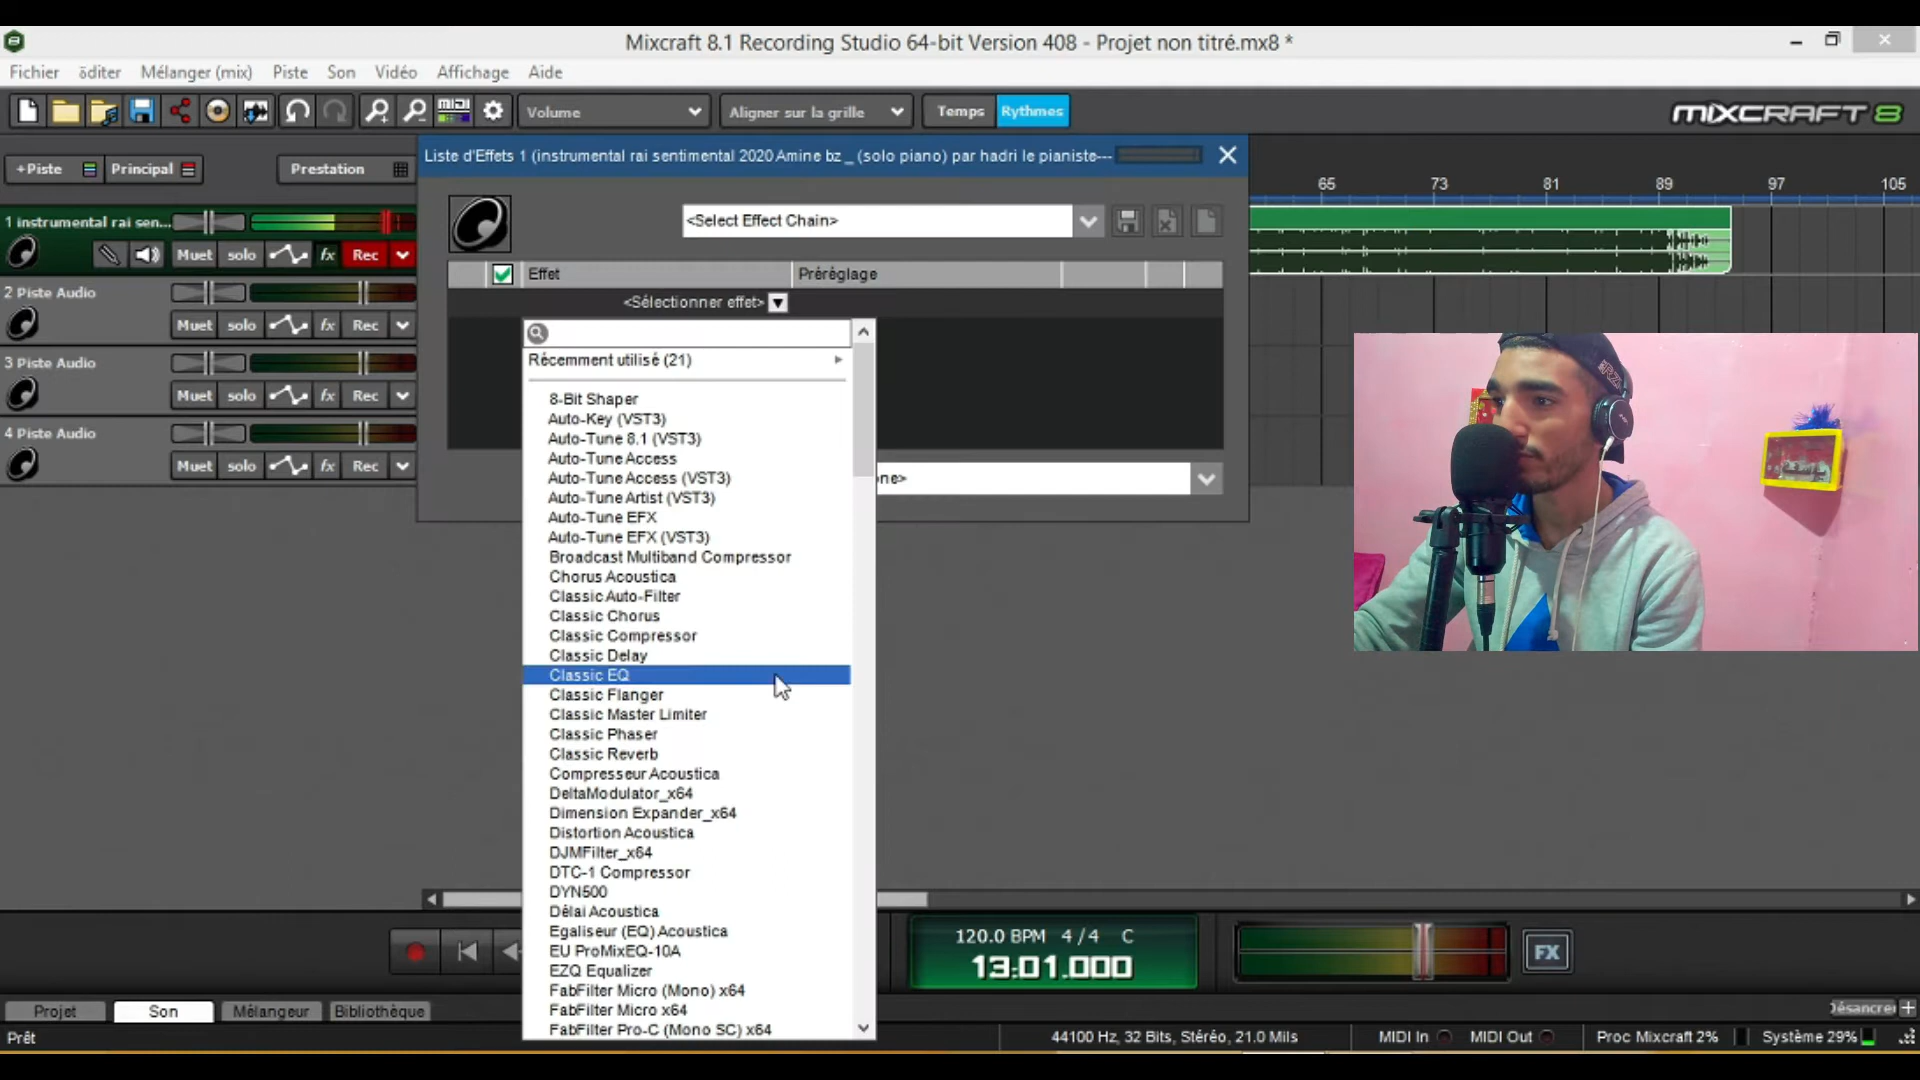 Mixcraft 8.1 Recording Studio 64-bit Version 408 - Projet non titré.mx8 *
Fichier öditer Mélanger (mix) Piste Son Vidéo Affichage Aide
MIDI Volume Aligner sur la grille Temps Rythmes MIXCRAFT 8
Liste d'Effets 1 (instrumental rai sentimental 2020 Amine bz _ (solo piano) par hadri le pianiste---
+Piste Principal Prestation
65 73 81 89 97 105
<Select Effect Chain>
1 instrumental rai sen...
Muet solo fx Rec
Effet Préréglage
<Sélectionner effet>
2 Piste Audio
Muet solo fx Rec
3 Piste Audio
Muet solo fx Rec
4 Piste Audio
Muet solo fx Rec
Récemment utilisé (21)
8-Bit Shaper
Auto-Key (VST3)
Auto-Tune 8.1 (VST3)
Auto-Tune Access
Auto-Tune Access (VST3)
ne>
Auto-Tune Artist (VST3)
Auto-Tune EFX
Auto-Tune EFX (VST3)
Broadcast Multiband Compressor
Chorus Acoustica
Classic Auto-Filter
Classic Chorus
Classic Compressor
Classic Delay
Classic EQ
Classic Flanger
Classic Master Limiter
Classic Phaser
Classic Reverb
Compresseur Acoustica
DeltaModulator_x64
Dimension Expander_x64
Distortion Acoustica
DJMFilter_x64
DTC-1 Compressor
DYN500
Délai Acoustica
Egaliseur (EQ) Acoustica
EU ProMixEQ-10A
EZQ Equalizer
FabFilter Micro (Mono) x64
FabFilter Micro x64
FabFilter Pro-C (Mono SC) x64
120.0 BPM 4/4 C
13:01.000
FX
Projet Son Mélangeur Bibliothèque
Désancrer
Prêt
44100 Hz, 32 Bits, Stéréo, 21.0 Mils MIDI In MIDI Out Proc Mixcraft 2% Système 29%